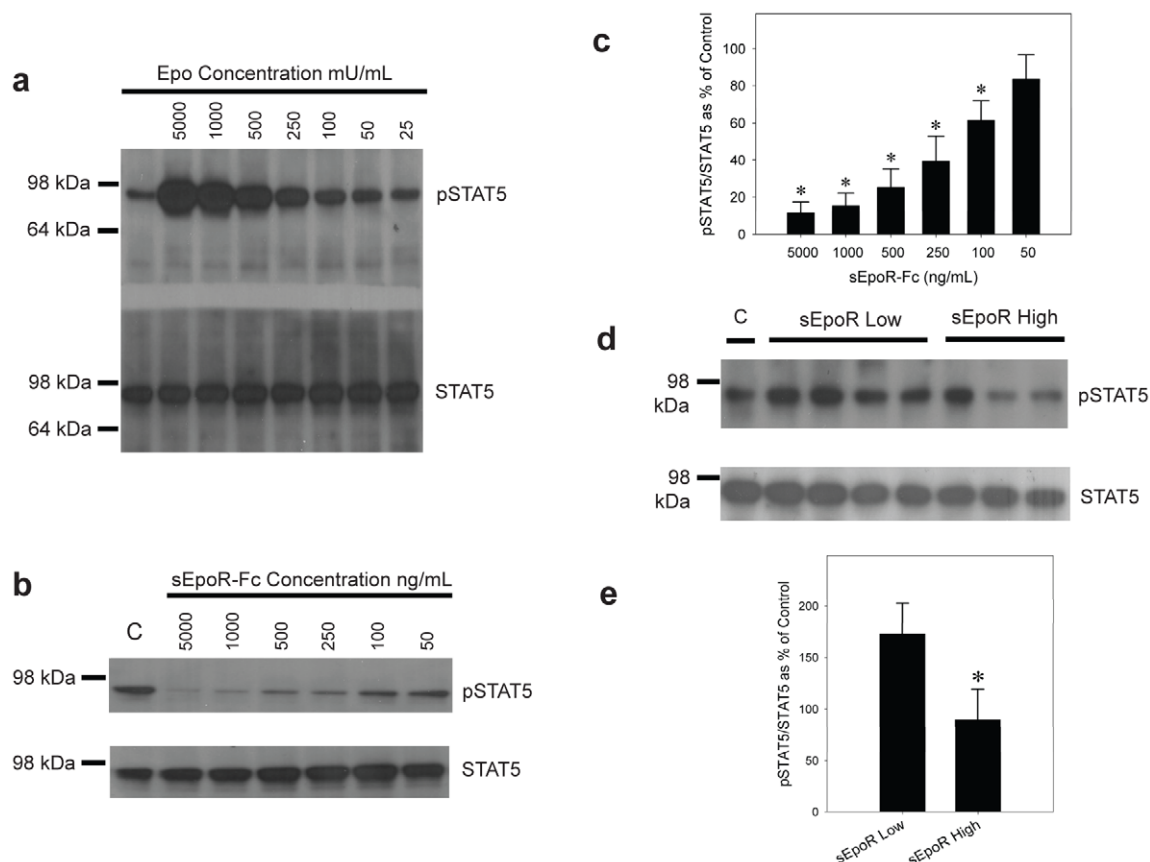 a
Epo Concentration mU/mL
5000 1000 500 250 100 50 25
98 kDa
pSTAT5
64 kDa
98 kDa
STAT5
64 kDa
b
sEpoR-Fc Concentration ng/mL
C 5000 1000 500 250 100 50
98 kDa
pSTAT5
98 kDa
STAT5
c
pSTAT5/STAT5 as % of Control
100
80
60
40
20
0
* * * * *
5000 1000 500 250 100 50
sEpoR-Fc (ng/mL)
d
C sEpoR Low sEpoR High
98
kDa
pSTAT5
98
kDa
STAT5
e
pSTAT5/STAT5 as % of Control
200
150
100
50
0
*
sEpoR Low sEpoR High